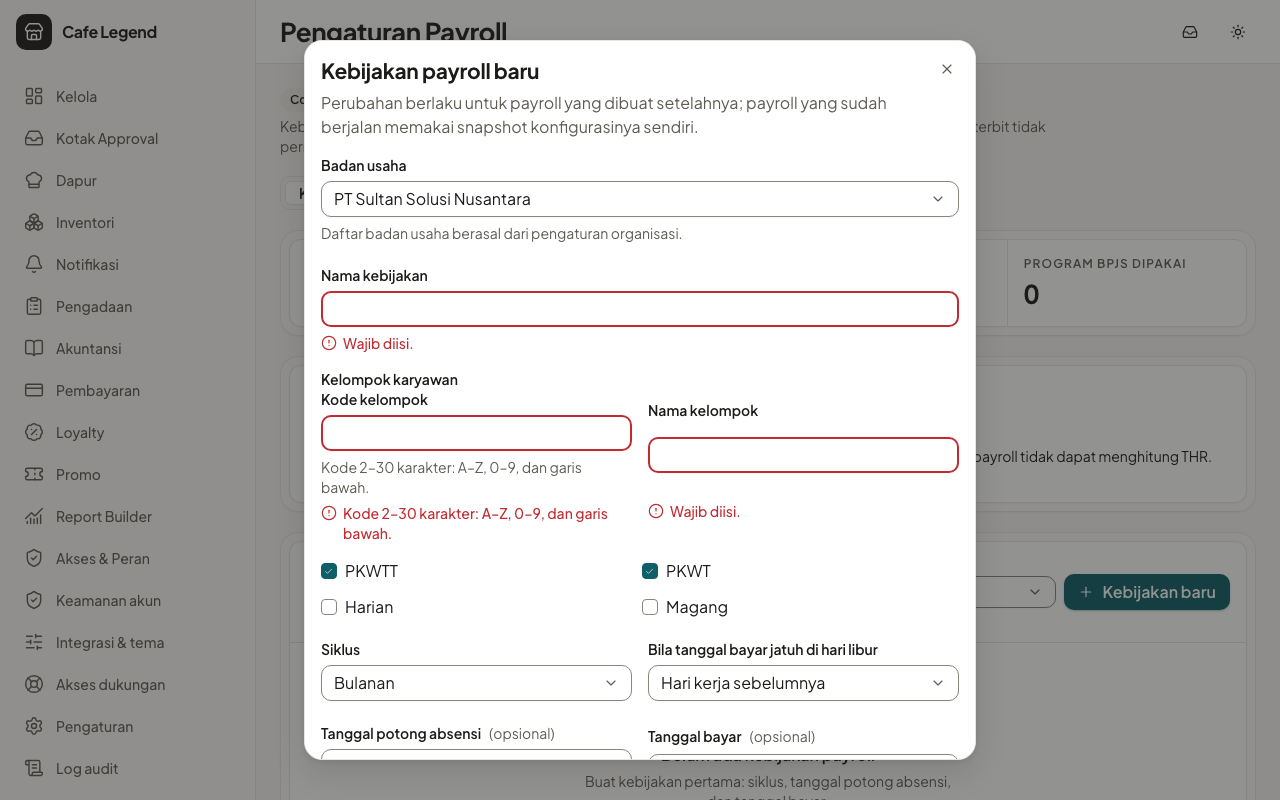 Cafe Legend
Kelola
Kotak Approval
Dapur
Inventori
Notifikasi
Pengadaan
Akuntansi
Pembayaran
Loyalty
Promo
Report Builder
Akses & Peran
Keamanan akun
Integrasi & tema
Akses dukungan
Pengaturan
Log audit
Pengaturan Payroll
terbit tidak
PROGRAM BPJS DIPAKAI
0
payroll tidak dapat menghitung THR.
Kebijakan baru
Kebijakan payroll baru
Perubahan berlaku untuk payroll yang dibuat setelahnya; payroll yang sudah
berjalan memakai snapshot konfigurasinya sendiri.
Badan usaha
PT Sultan Solusi Nusantara
Daftar badan usaha berasal dari pengaturan organisasi.
Nama kebijakan
Wajib diisi.
Kelompok karyawan
Kode kelompok
Nama kelompok
Kode 2–30 karakter: A–Z, 0–9, dan garis
bawah.
Kode 2–30 karakter: A–Z, 0–9, dan garis
bawah.
Wajib diisi.
PKWTT
PKWT
Harian
Magang
Siklus
Bila tanggal bayar jatuh di hari libur
Bulanan
Hari kerja sebelumnya
Tanggal potong absensi (opsional)
Tanggal bayar (opsional)
Buat kebijakan pertama: siklus, tanggal potong absensi,